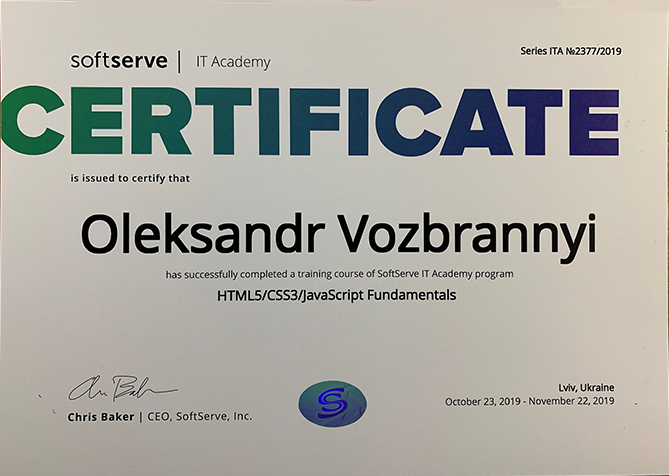 softserve | IT Academy
Series ITA №2377/2019
CERTIFICATE
is issued to certify that
Oleksandr Vozbrannyi
has successfully completed a training course of SoftServe IT Academy program
HTML5/CSS3/JavaScript Fundamentals
Chris Baker | CEO, SoftServe, Inc.
S
Lviv, Ukraine
October 23, 2019 - November 22, 2019